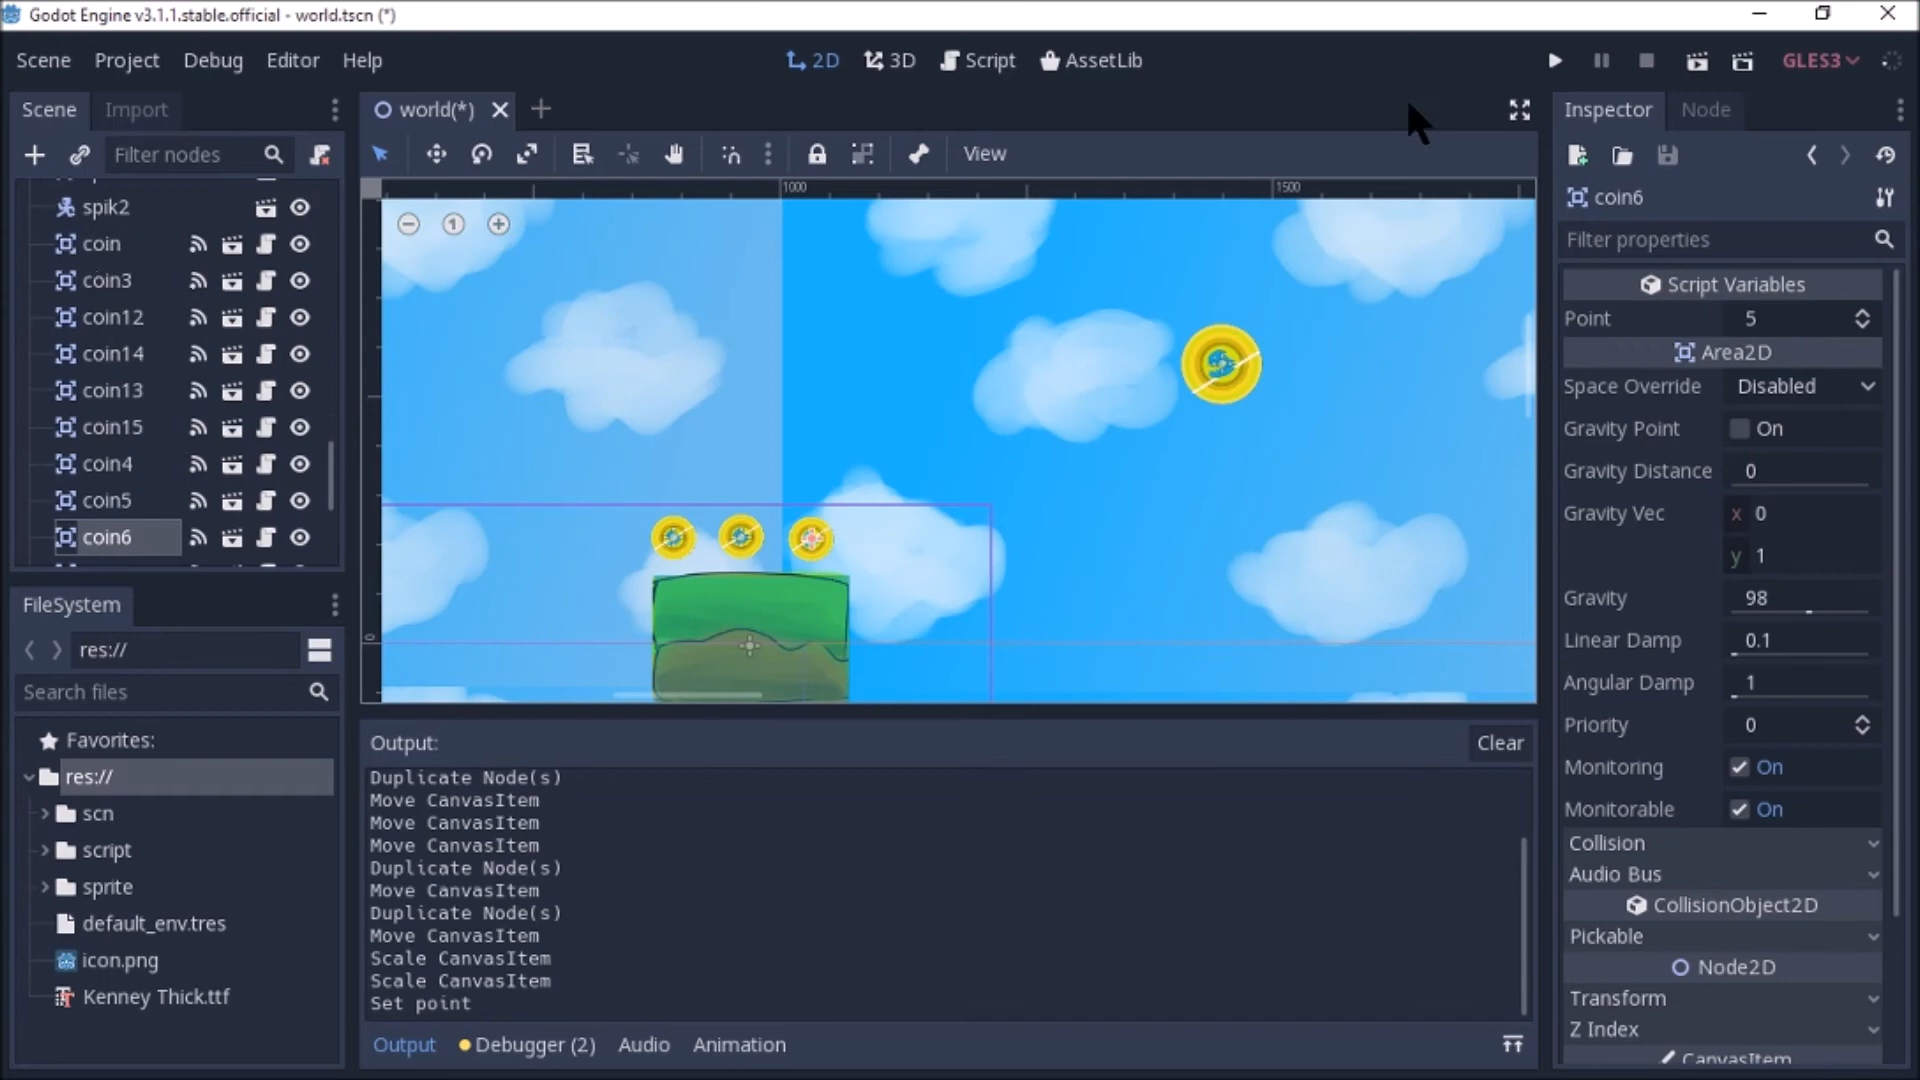 Godot Engine v3.1.1.stable.official - world.tscn (*)
Scene Project Debug Editor Help
2D 3D Script AssetLib
GLES3
Scene Import
Filter nodes
spik2
coin
coin3
coin12
coin14
coin13
coin15
coin4
coin5
coin6
FileSystem
res://
Search files
Favorites:
res://
scn
script
sprite
default_env.tres
icon.png
Kenney Thick.ttf
world(*)
View
1000 1500
0
1
Output: Clear
Duplicate Node(s)
Move CanvasItem
Move CanvasItem
Move CanvasItem
Duplicate Node(s)
Move CanvasItem
Duplicate Node(s)
Move CanvasItem
Scale CanvasItem
Scale CanvasItem
Set point
Output Debugger (2) Audio Animation
Inspector Node
coin6
Filter properties
Script Variables
Point 5
Area2D
Space Override Disabled
Gravity Point On
Gravity Distance 0
Gravity Vec x 0
y 1
Gravity 98
Linear Damp 0.1
Angular Damp 1
Priority 0
Monitoring On
Monitorable On
Collision
Audio Bus
CollisionObject2D
Pickable
Node2D
Transform
Z Index
CanvasItem